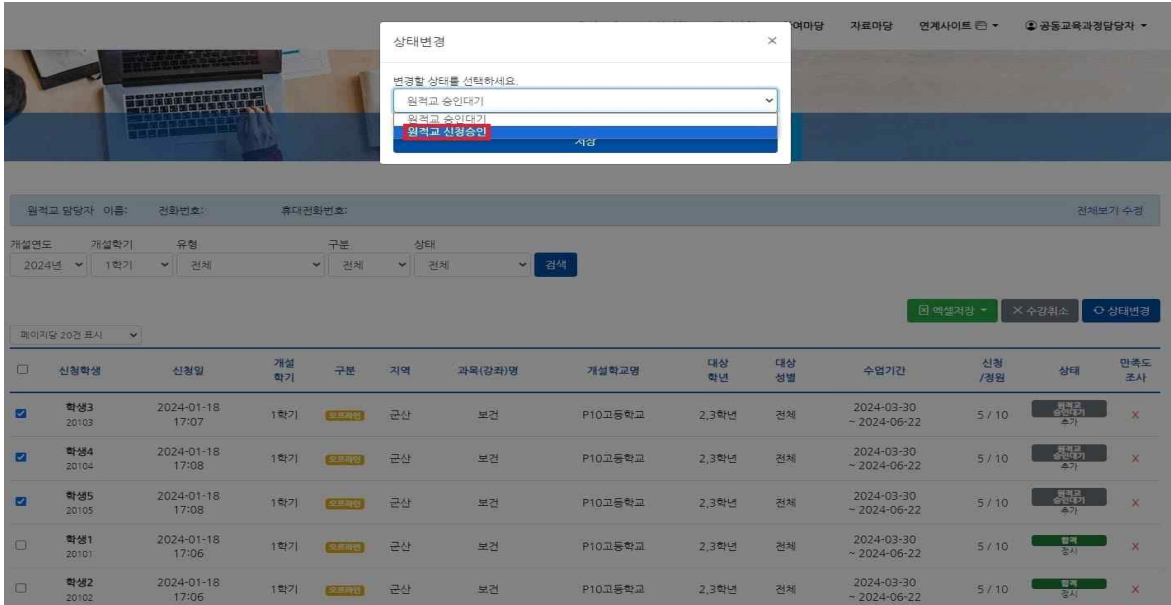 여마당 자료마당 연계사이트 공동교육과정담당자
상태변경 ×
변경할 상태를 선택하세요.
원적교 승인대기
원적교 승인대기
원적교 신청승인
저장
원적교 담당자 이름: 전화번호: 휴대전화번호: 전체보기 수정
개설연도 개설학기 유형 구분 상태
2024년 1학기 전체 전체 전체 검색
엑셀저장 수강취소 상태변경
페이지당 20건 표시
신청학생 신청일 개설 학기 구분 지역 과목(강좌)명 개설학교명 대상 학년 대상 성별 수업기간 신청 /정원 상태 만족도 조사
학생3 2024-01-18 1학기 오프라인 군산 보건 P10고등학교 2,3학년 전체 2024-03-30 5 / 10 원적교 승인대기 X
20103 17:07 ~ 2024-06-22 추가
학생4 2024-01-18 1학기 오프라인 군산 보건 P10고등학교 2,3학년 전체 2024-03-30 5 / 10 원적교 승인대기 X
20104 17:08 ~ 2024-06-22 추가
학생5 2024-01-18 1학기 오프라인 군산 보건 P10고등학교 2,3학년 전체 2024-03-30 5 / 10 원적교 승인대기 X
20105 17:08 ~ 2024-06-22 추가
학생1 2024-01-18 1학기 오프라인 군산 보건 P10고등학교 2,3학년 전체 2024-03-30 5 / 10 합격 X
20101 17:06 ~ 2024-06-22 정시
학생2 2024-01-18 1학기 오프라인 군산 보건 P10고등학교 2,3학년 전체 2024-03-30 5 / 10 합격 X
20102 17:06 ~ 2024-06-22 정시